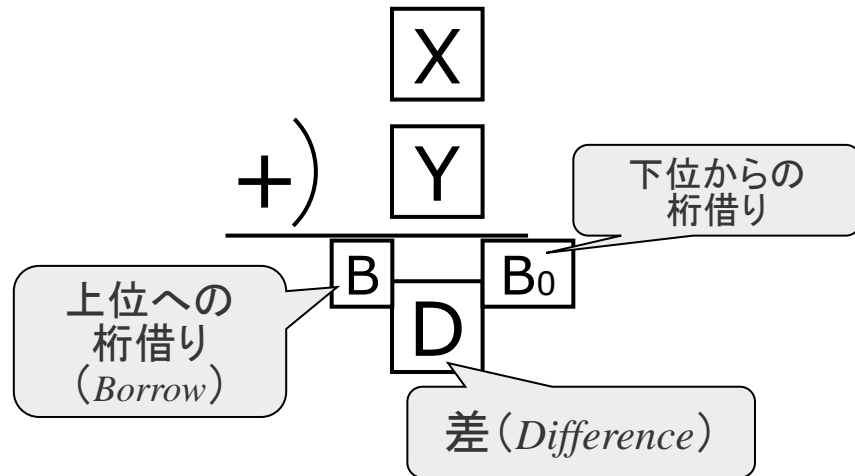 X
+) Y
下位からの
桁借り
B B₀
上位への
桁借り
(Borrow)
D
差(Difference)